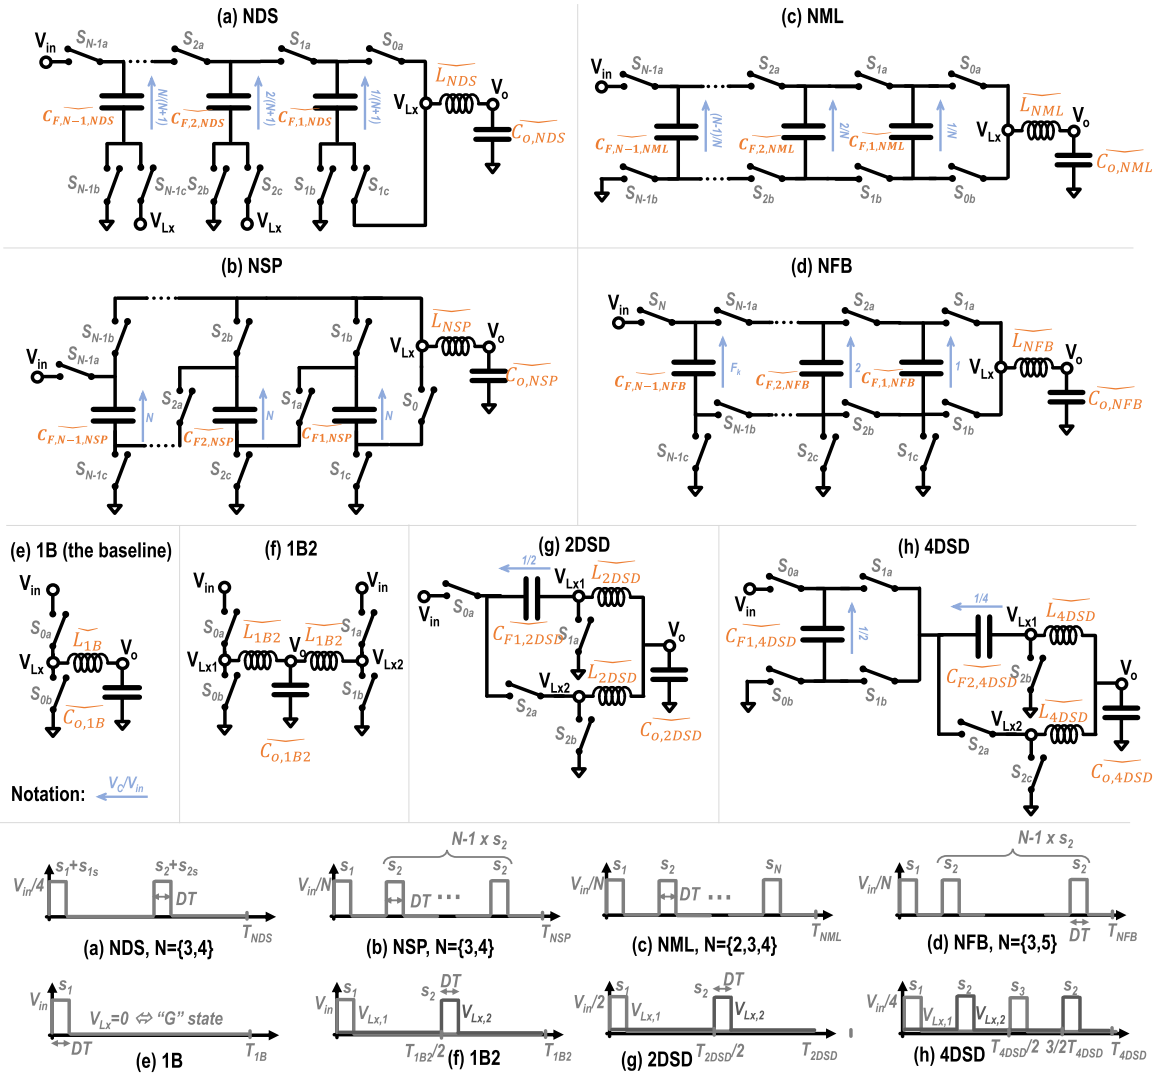 (a) NDS
V_in
S_N-1a
S_2a
S_1a
S_0a
L_NDS
V_o
V_Lx
C_F,N−1,NDS
N/(N+1)
C_F,2,NDS
2/(N+1)
C_F,1,NDS
1/(N+1)
C_o,NDS
S_N-1b
S_N-1c
S_2b
S_2c
S_1b
S_1c
V_Lx
V_Lx
(c) NML
V_in
S_N-1a
S_2a
S_1a
S_0a
L_NML
V_o
V_Lx
C_F,N−1,NML
(N-1)/N
C_F,2,NML
2/N
C_F,1,NML
1/N
C_o,NML
S_N-1b
S_2b
S_1b
S_0b
(b) NSP
S_N-1b
S_2b
S_1b
L_NSP
V_o
V_Lx
V_in
S_N-1a
S_2a
S_1a
S_0
C_o,NSP
C_F,N−1,NSP
N
C_F2,NSP
N
C_F1,NSP
N
S_N-1c
S_2c
S_1c
(d) NFB
V_in
S_N
S_N-1a
S_2a
S_1a
L_NFB
V_o
V_Lx
C_F,N−1,NFB
F_k
C_F,2,NFB
2
C_F,1,NFB
1
C_o,NFB
S_N-1b
S_2b
S_1b
S_N-1c
S_2c
S_1c
(e) 1B (the baseline)
V_in
S_0a
L_1B
V_Lx
V_o
S_0b
C_o,1B
Notation:
V_C/V_in
(f) 1B2
V_in
V_in
S_0a
S_1a
L_1B2
L_1B2
V_Lx1
V_o
V_Lx2
S_0b
S_1b
C_o,1B2
(g) 2DSD
1/2
V_Lx1
L_2DSD
V_in
S_0a
C_F1,2DSD
S_1a
V_o
L_2DSD
V_Lx2
S_2a
S_2b
C_o,2DSD
(h) 4DSD
S_0a
S_1a
V_in
1/4
V_Lx1
L_4DSD
C_F1,4DSD
1/2
C_F2,4DSD
S_2b
V_o
S_0b
S_1b
L_4DSD
V_Lx2
S_2a
S_2c
C_o,4DSD
s_1+s_1s
s_2+s_2s
V_in/4
DT
T_NDS
(a) NDS, N={3,4}
N-1 x s_2
s_1
s_2
s_2
V_in/N
DT
T_NSP
(b) NSP, N={3,4}
s_1
s_2
s_N
V_in/N
DT
T_NML
(c) NML, N={2,3,4}
N-1 x s_2
s_1
s_2
s_2
V_in/N
DT
T_NFB
(d) NFB, N={3,5}
s_1
V_in
V_Lx=0 ⇔ “G” state
DT
T_1B
(e) 1B
s_1
s_2
DT
V_in
V_Lx,1
V_Lx,2
T_1B2/2
T_1B2
(f) 1B2
s_1
s_2
DT
V_in/2
V_Lx,1
V_Lx,2
T_2DSD/2
T_2DSD
(g) 2DSD
s_1
s_2
s_3
s_2
V_in/4
V_Lx,1
V_Lx,2
T_4DSD/2
3/2T_4DSD
T_4DSD
(h) 4DSD